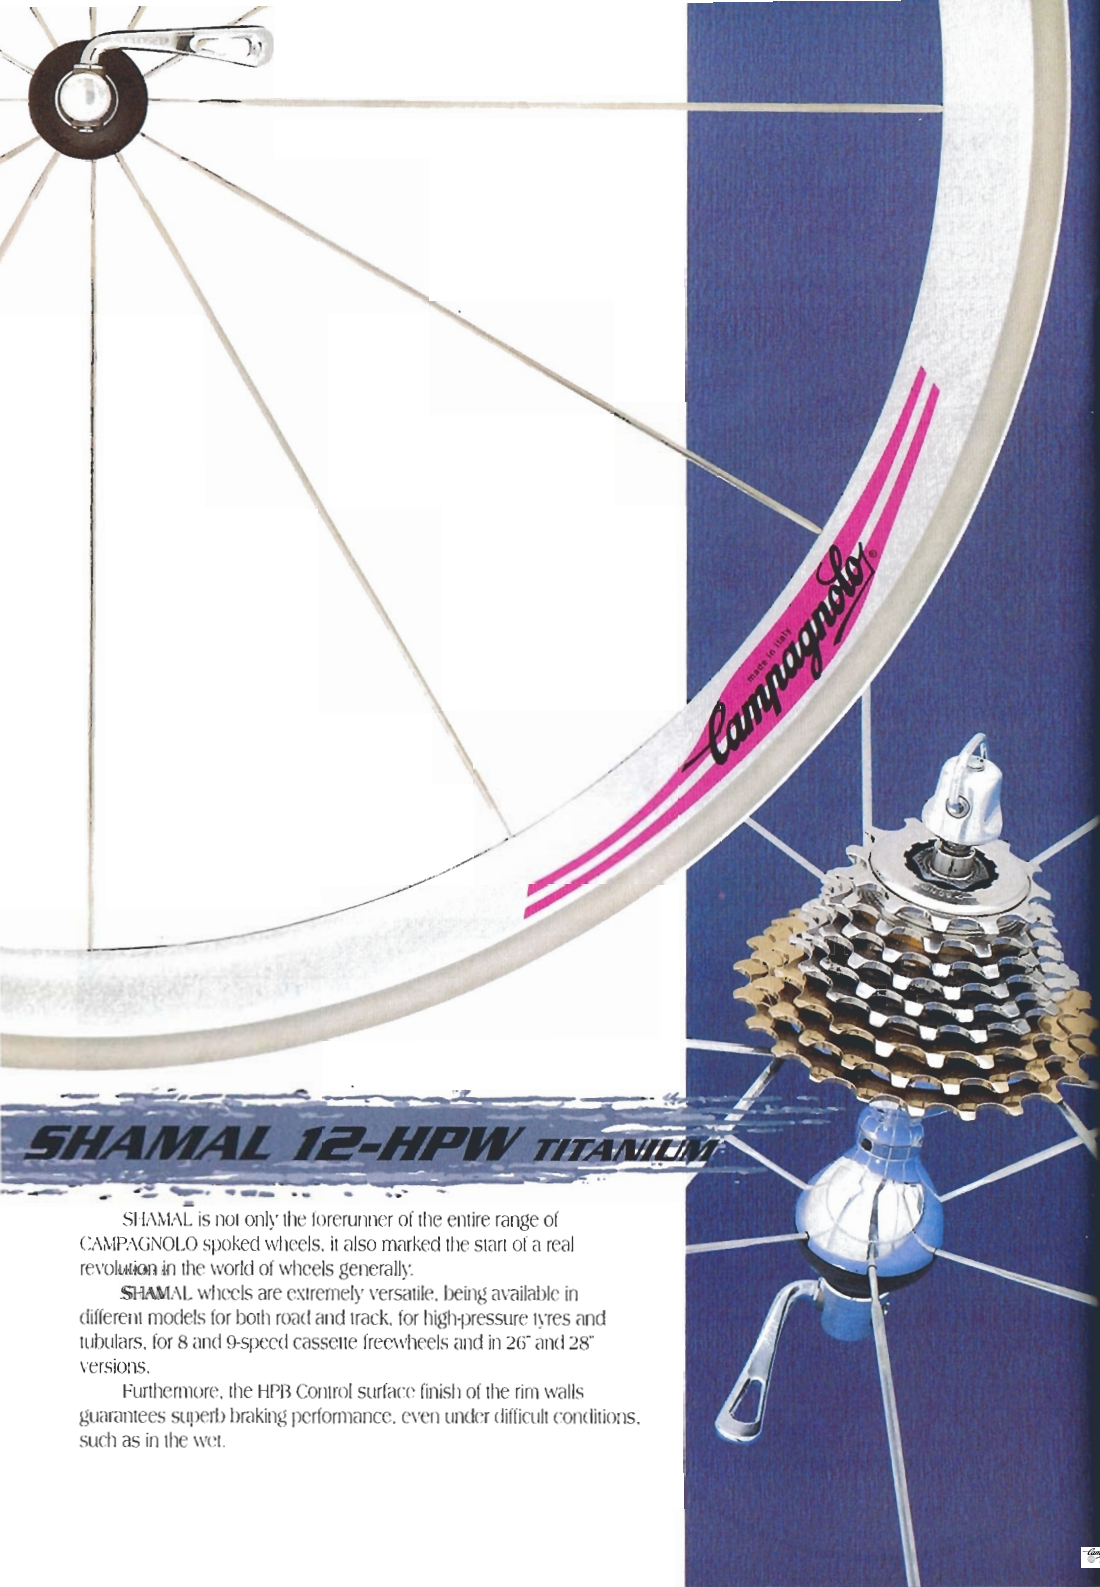 made in italy
Campagnolo®
SHAMAL 12-HPW TITANIUM
SHAMAL is not only the forerunner of the entire range of
CAMPAGNOLO spoked wheels, it also marked the start of a real
revolution in the world of wheels generally.
SHAMAL wheels are extremely versatile, being available in
different models for both road and track, for high-pressure tyres and
tubulars, for 8 and 9-speed cassette freewheels and in 26" and 28"
versions.
Furthermore, the HPB Control surface finish of the rim walls
guarantees superb braking performance, even under difficult conditions,
such as in the wet.